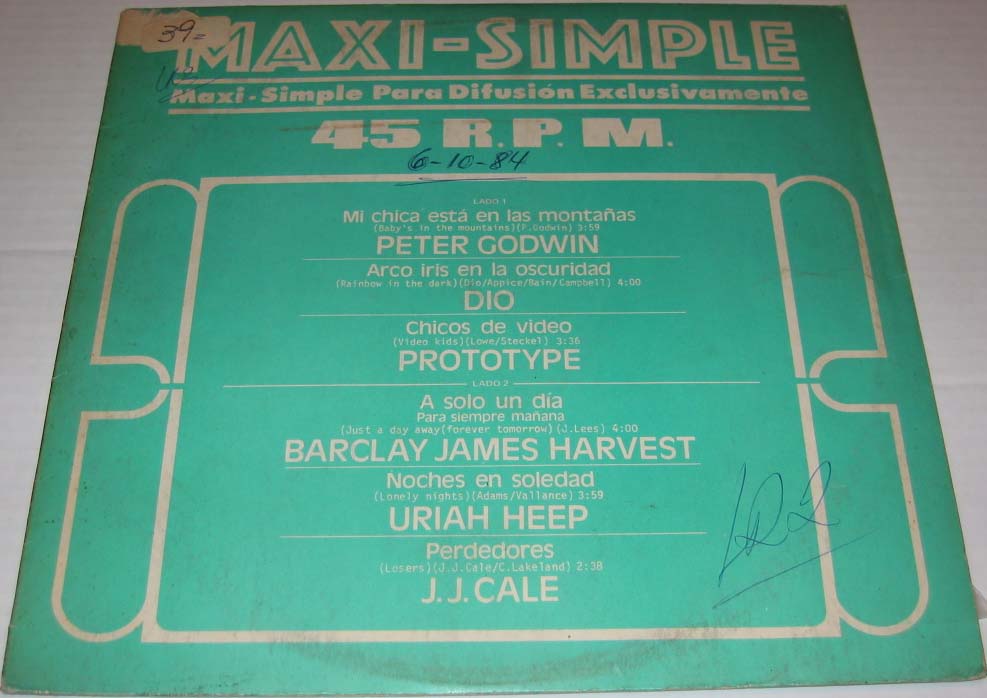 39=
MAXI-SIMPLE
Maxi-Simple Para Difusión Exclusivamente
45 R.P.M.
6-10-84
LADO 1
Mi chica está en las montañas
(Baby's in the mountains)(P.Godwin) 3:59
PETER GODWIN
Arco iris en la oscuridad
(Rainbow in the dark)(Dio/Appice/Bain/Campbell) 4:00
DIO
Chicos de video
(Video kids)(Lowe/Steckel) 3:36
PROTOTYPE
LADO 2
A solo un día
Para siempre mañana
(Just a day away(forever tomorrow)(J.Lees) 4:00
BARCLAY JAMES HARVEST
Noches en soledad
(Lonely nights)(Adams/Vallance) 3:59
URIAH HEEP
Perdedores
(Losers)(J.J.Cale/C.Lakeland) 2:38
J.J.CALE